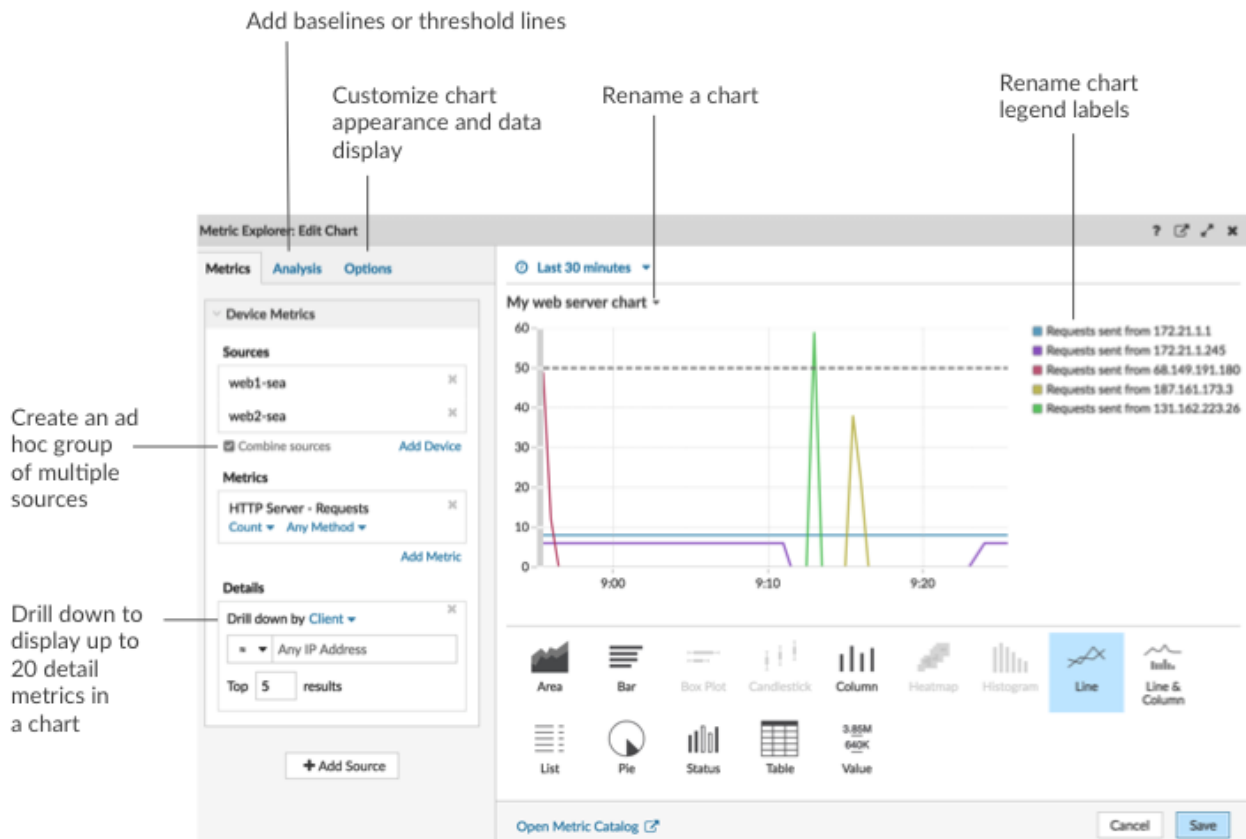 Add baselines or threshold lines
Customize chart
appearance and data
display
Rename a chart
Rename chart
legend labels
Metric Explorer: Edit Chart
?
Metrics Analysis Options
Last 30 minutes
Device Metrics
My web server chart
Sources
web1-sea
web2-sea
Combine sources Add Device
Create an ad
hoc group
of multiple
sources
Metrics
HTTP Server - Requests
Count Any Method
Add Metric
Details
Drill down by Client
= Any IP Address
Top 5 results
Drill down to
display up to
20 detail
metrics in
a chart
+ Add Source
60
50
40
30
20
10
0
9:00 9:10 9:20
Requests sent from 172.21.1.1
Requests sent from 172.21.1.245
Requests sent from 68.149.191.180
Requests sent from 187.161.173.3
Requests sent from 131.162.223.26
Area Bar Box Plot Candlestick Column Heatmap Histogram Line Line &
Column
3.85M
640K
List Pie Status Table Value
Open Metric Catalog
Cancel Save